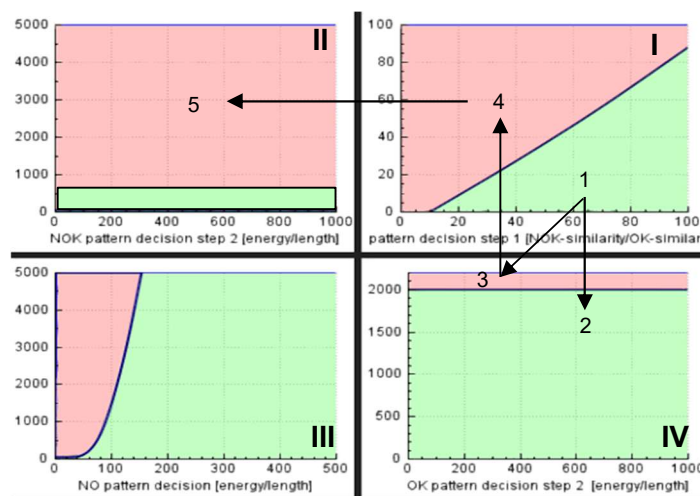 5000
4000
3000
2000
1000
0
0 200 400 600 800 1000
NOK pattern decision step 2 [energy/length]
II
5
100
80
60
40
20
0
0 20 40 60 80 100
pattern decision step 1 [NOK-similarity/OK-similar
I
4
1
5000
4000
3000
2000
1000
0
0 100 200 300 400 500
NO pattern decision [energy/length]
III
2000
1500
1000
500
0
0 200 400 600 800 1000
OK pattern decision step 2 [energy/length]
3
2
IV